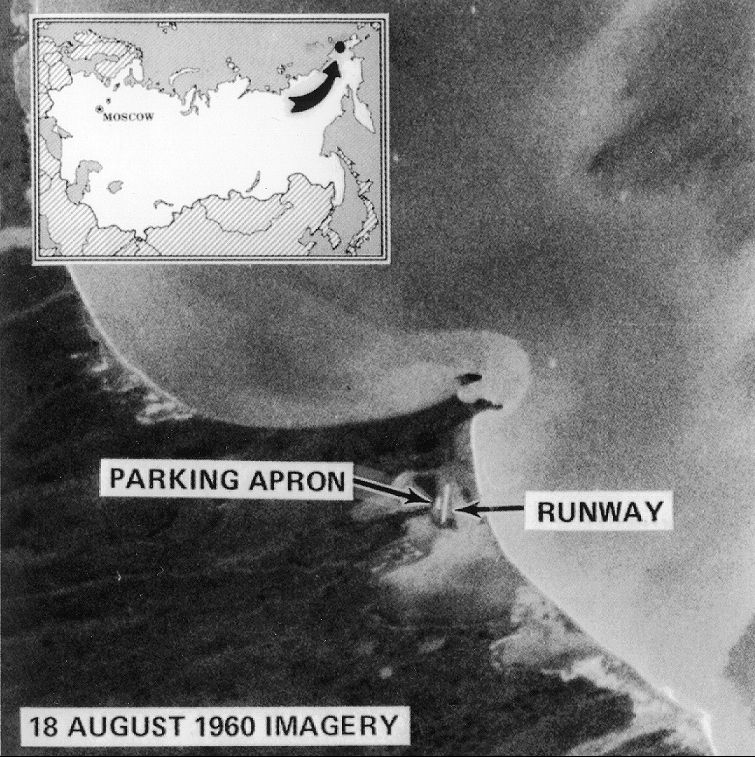 MOSCOW
PARKING APRON
RUNWAY
18 AUGUST 1960 IMAGERY